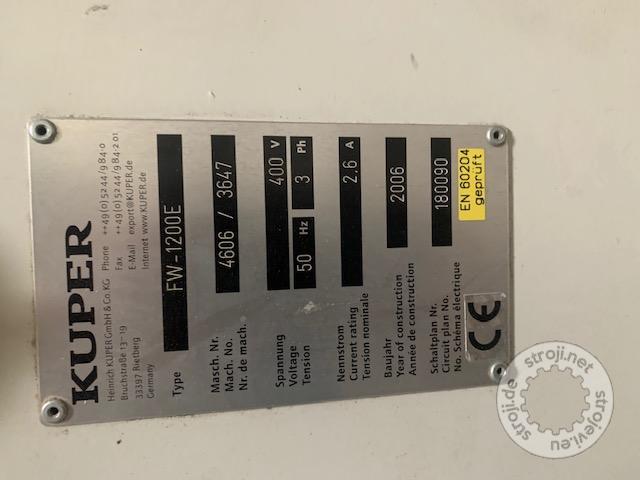 KUPER
Heinrich KUPER GmbH & Co KG
Bruchstraße 13-19
33397 Rietberg
Germany
Phone ++49(0)5244/984-0
Fax ++49(0)5244/984-201
E-Mail export@KUPER.de
Internet www.KUPER.de
Type FW-1200E
Masch. Nr.
Mach. No. 4606 / 3647
Nr. de mach.
Spannung 400 V
Voltage
Tension 50 Hz 3 Ph
Nennstrom
Current rating 2.6 A
Tension nominale
Baujahr
Year of construction 2006
Année de construction
Schaltplan Nr.
Circuit plan No. 180090
No. Schéma électrique
EN 60204
geprüft
CE
stroji.de
stroji.net
strojevi.eu